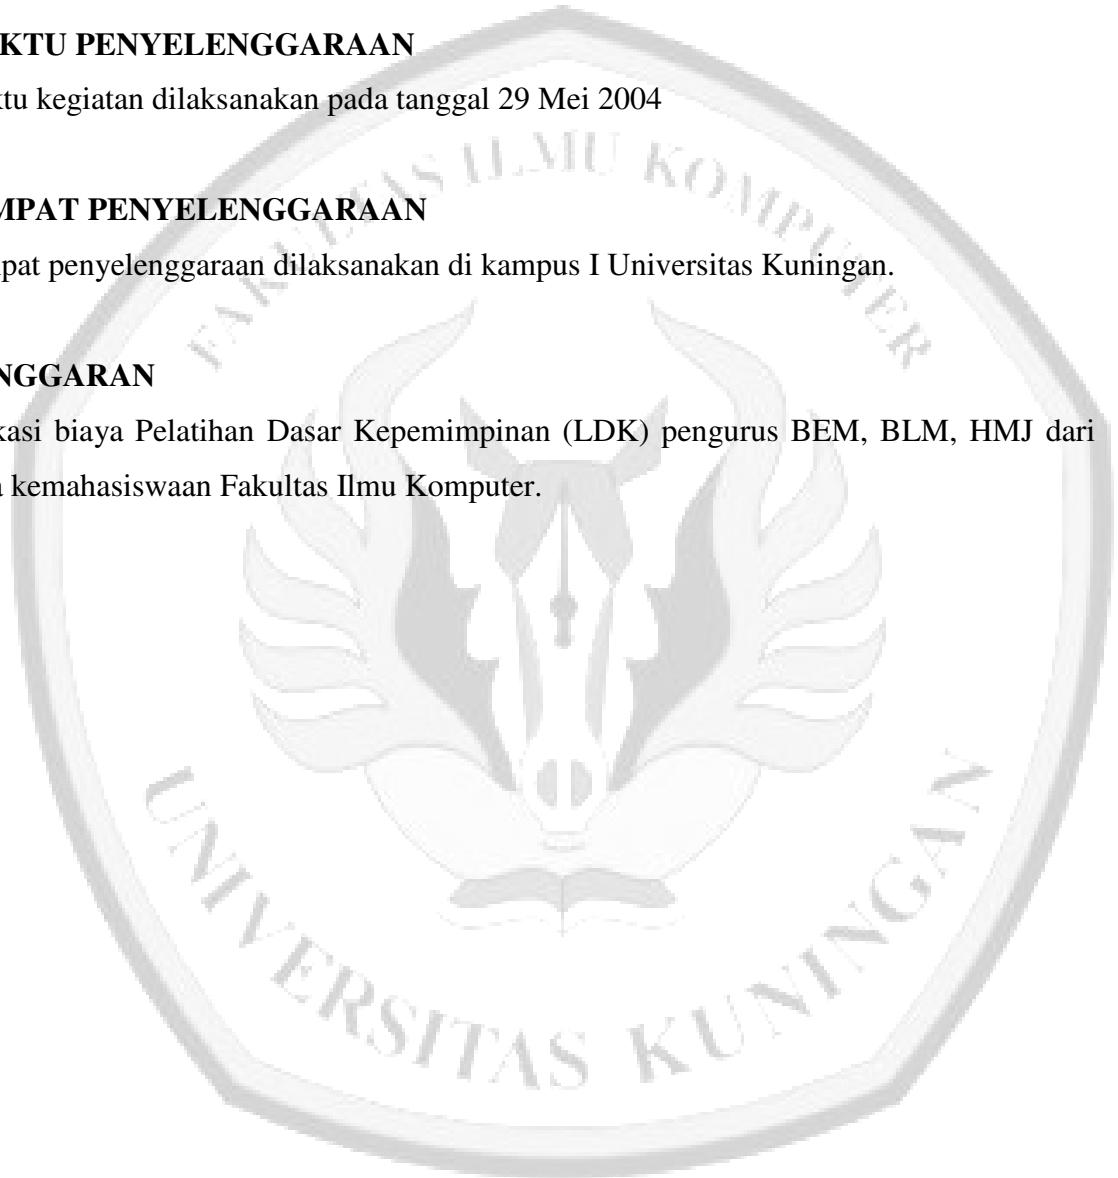 KTU PENYELENGGARAAN
tu kegiatan dilaksanakan pada tanggal 29 Mei 2004
MPAT PENYELENGGARAAN
pat penyelenggaraan dilaksanakan di kampus I Universitas Kuningan.
NGGARAN
kasi biaya Pelatihan Dasar Kepemimpinan (LDK) pengurus BEM, BLM, HMJ dari
a kemahasiswaan Fakultas Ilmu Komputer.
FAKULTAS ILMU KOMPUTER
UNIVERSITAS KUNINGAN